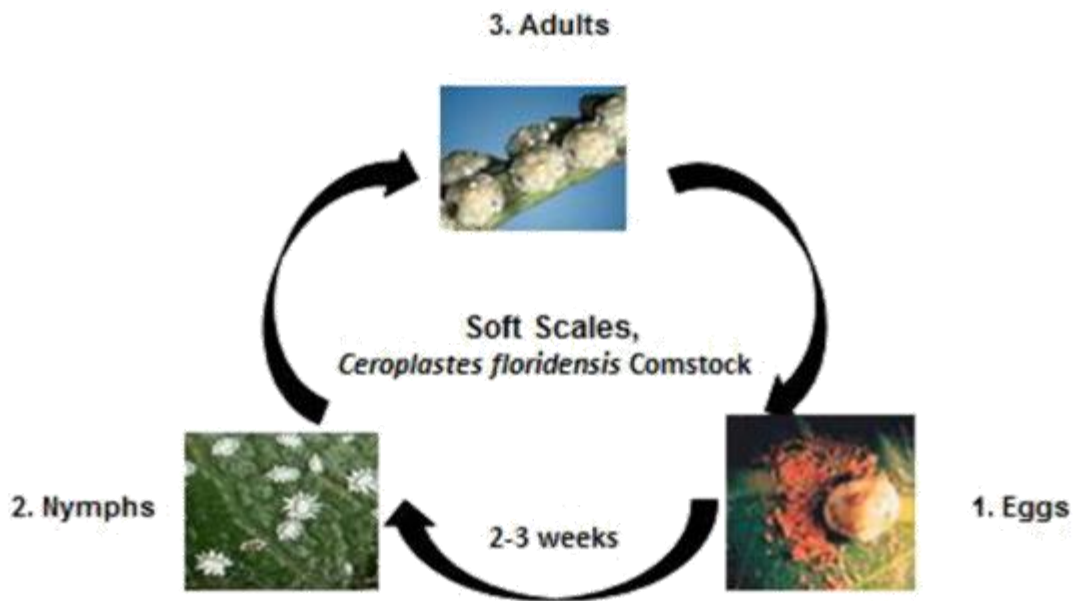 3. Adults
Soft Scales,
Ceroplastes floridensis Comstock
2. Nymphs
2-3 weeks
1. Eggs